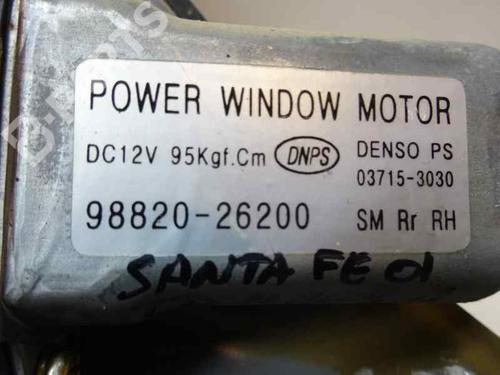 B-PARTS
POWER WINDOW MOTOR
DC12V 95Kgf.Cm DNPS DENSO PS
03715-3030
98820-26200 SM Rr RH
SANTA FE 01